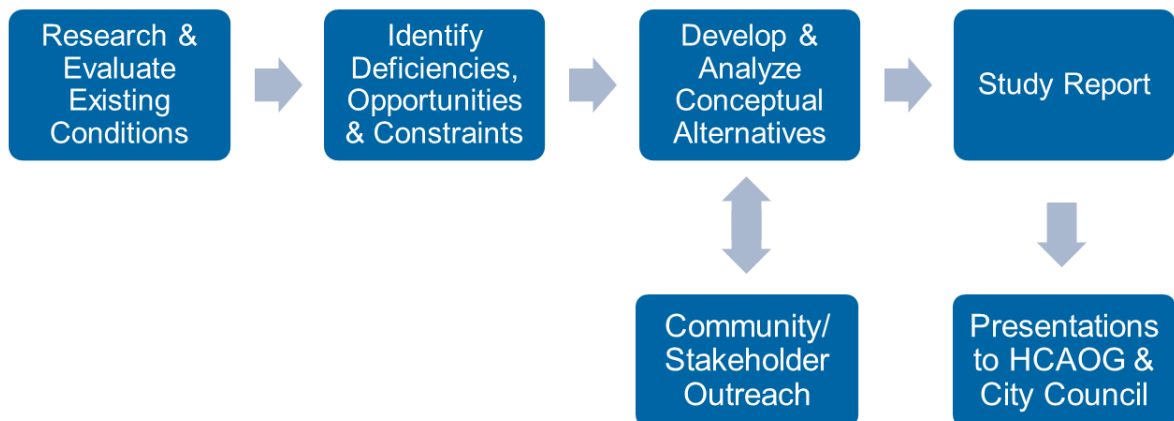 Research &
Evaluate
Existing
Conditions
Identify
Deficiencies,
Opportunities
& Constraints
Develop &
Analyze
Conceptual
Alternatives
Study Report
Community/
Stakeholder
Outreach
Presentations
to HCAOG &
City Council